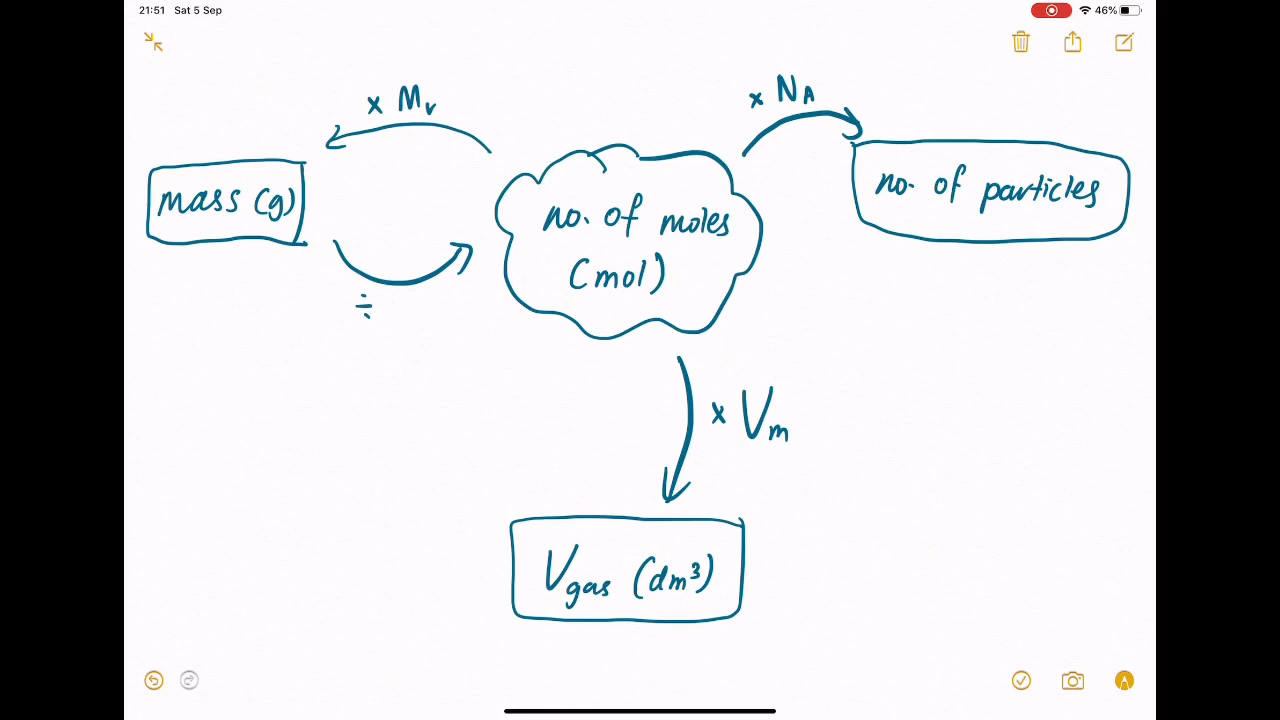 21:51 Sat 5 Sep
46%
× Mr
× NA
mass (g)
no. of moles
(mol)
no. of particles
÷
× Vm
Vgas (dm³)